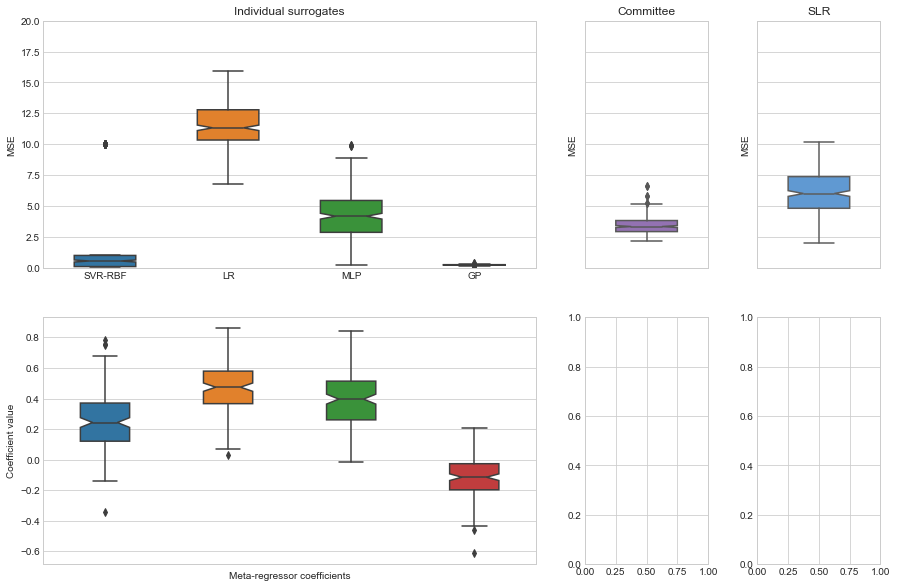 Individual surrogates
Committee
SLR
MSE
20.0
17.5
15.0
12.5
10.0
7.5
5.0
2.5
0.0
SVR-RBF
LR
MLP
GP
MSE
MSE
Coefficient value
0.8
0.6
0.4
0.2
0.0
−0.2
−0.4
−0.6
Meta-regressor coefficients
1.0
0.8
0.6
0.4
0.2
0.0
0.00 0.25 0.50 0.75 1.00
1.0
0.8
0.6
0.4
0.2
0.0
0.00 0.25 0.50 0.75 1.00